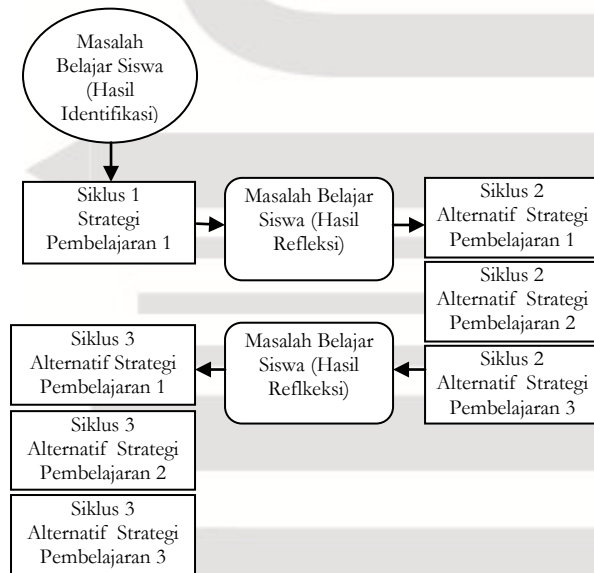 Masalah
Belajar Siswa
(Hasil
Identifikasi)
Siklus 1
Strategi
Pembelajaran 1
Masalah Belajar
Siswa (Hasil
Refleksi)
Siklus 2
Alternatif Strategi
Pembelajaran 1
Siklus 2
Alternatif Strategi
Pembelajaran 2
Siklus 2
Alternatif Strategi
Pembelajaran 3
Masalah Belajar
Siswa (Hasil
Reflkeksi)
Siklus 3
Alternatif Strategi
Pembelajaran 1
Siklus 3
Alternatif Strategi
Pembelajaran 2
Siklus 3
Alternatif Strategi
Pembelajaran 3